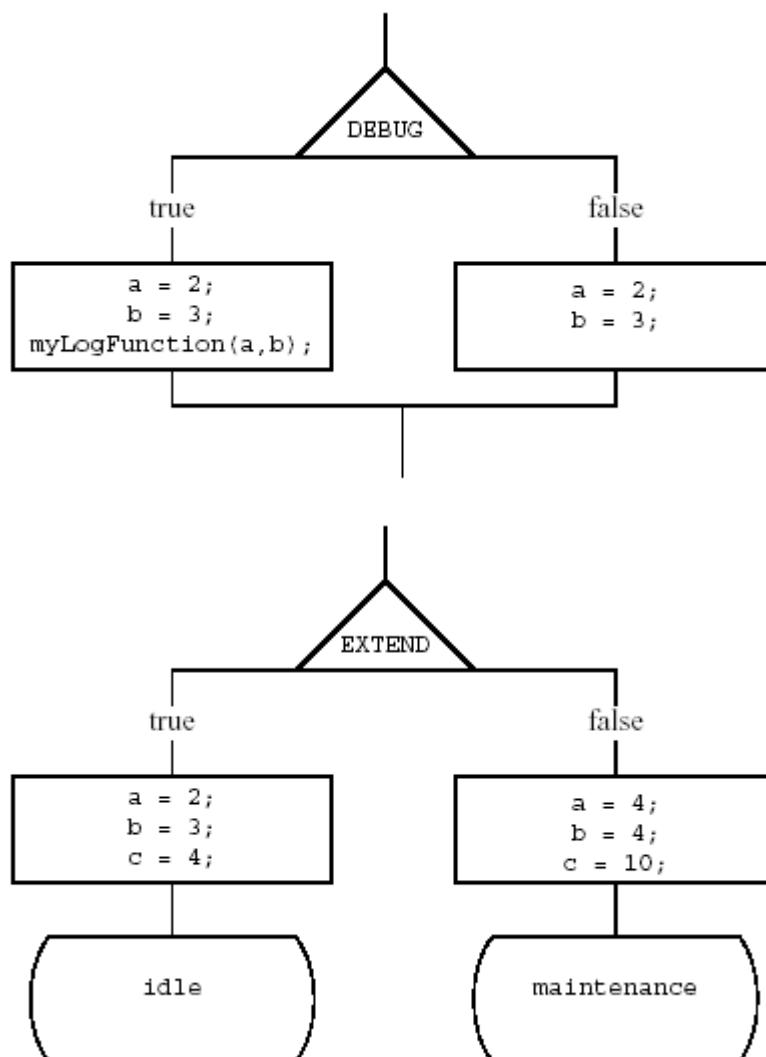 DEBUG
true
false
a = 2;
b = 3;
myLogFunction(a,b);
a = 2;
b = 3;
EXTEND
true
false
a = 2;
b = 3;
c = 4;
a = 4;
b = 4;
c = 10;
idle
maintenance